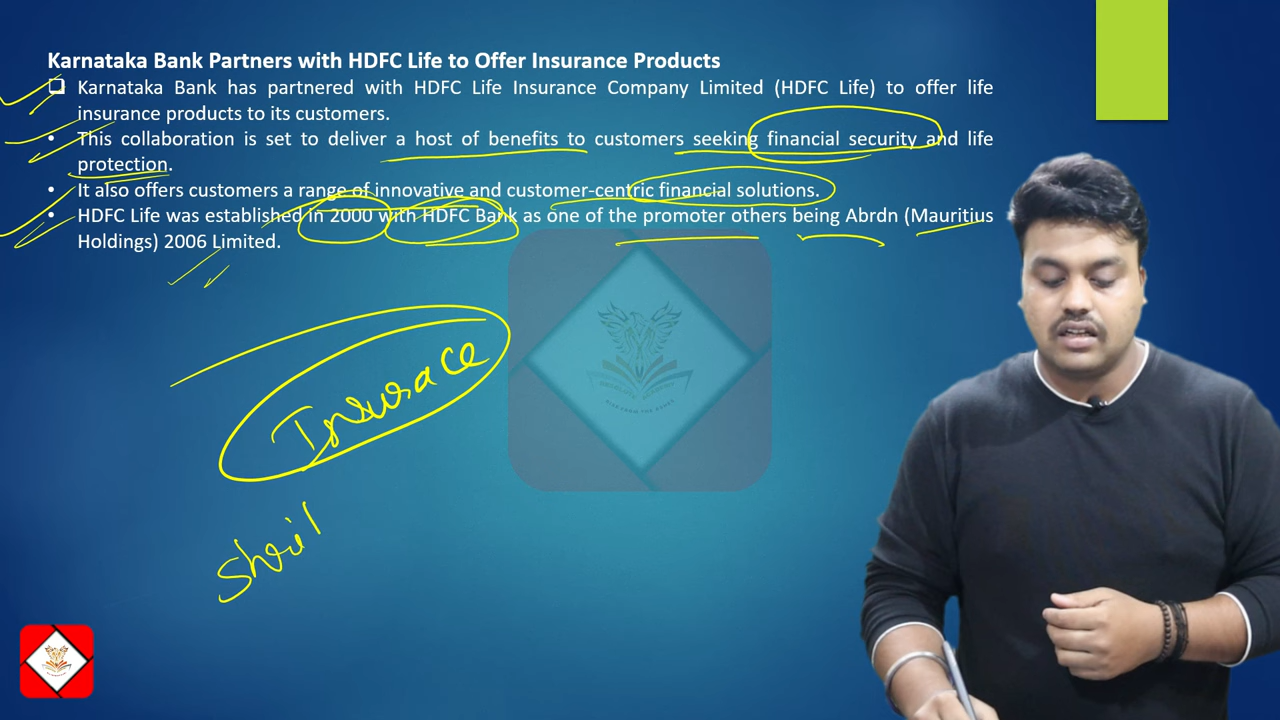 Karnataka Bank Partners with HDFC Life to Offer Insurance Products
❑ Karnataka Bank has partnered with HDFC Life Insurance Company Limited (HDFC Life) to offer life
insurance products to its customers.
• This collaboration is set to deliver a host of benefits to customers seeking financial security and life
protection.
• It also offers customers a range of innovative and customer-centric financial solutions.
• HDFC Life was established in 2000 with HDFC Bank as one of the promoter others being Abrdn (Mauritius
Holdings) 2006 Limited.
Insurace